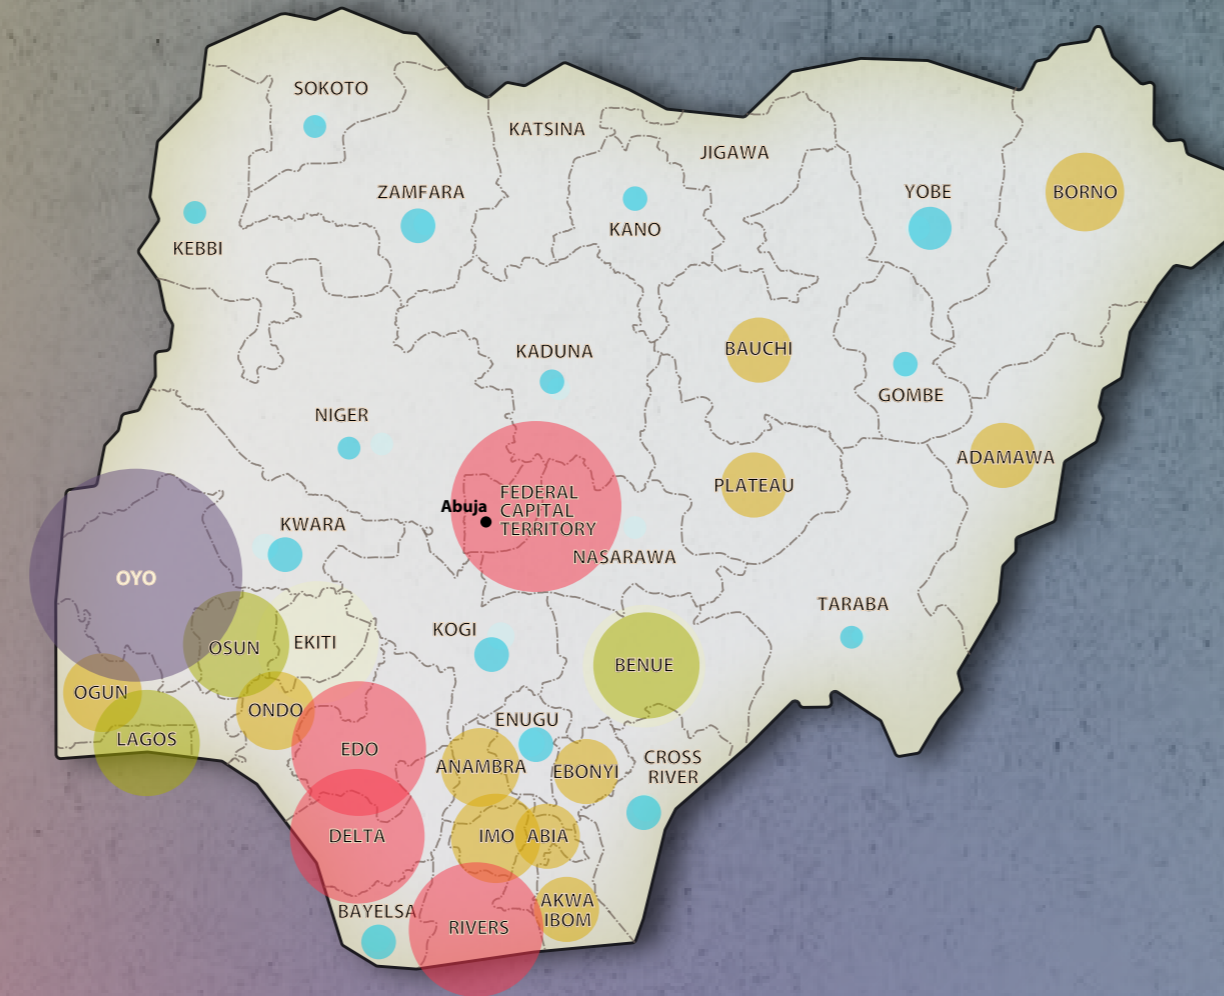 SOKOTO
KATSINA
JIGAWA
ZAMFARA
YOBE
BORNO
KANO
KEBBI
KADUNA
BAUCHI
GOMBE
NIGER
ADAMAWA
PLATEAU
Abuja
FEDERAL
CAPITAL
TERRITORY
KWARA
NASARAWA
OYO
TARABA
KOGI
OSUN
EKITI
BENUE
OGUN
ONDO
ENUGU
LAGOS
EDO
ANAMBRA
EBONYI
CROSS
RIVER
DELTA
IMO
ABIA
BAYELSA
AKWA
IBOM
RIVERS